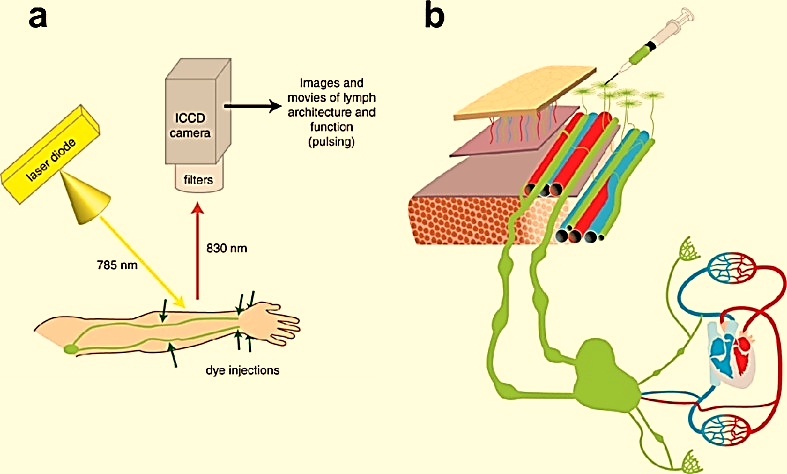 a
b
ICCD
camera
Images and
movies of lymph
architecture and
function
(pulsing)
laser diode
filters
785 nm
830 nm
dye injections